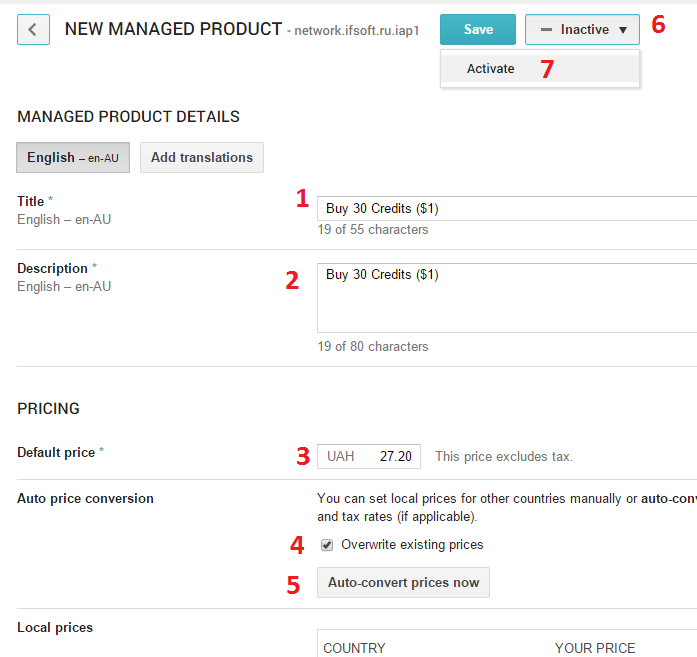 NEW MANAGED PRODUCT - network.ifsoft.ru.iap1 Save Inactive 6
Activate 7
MANAGED PRODUCT DETAILS
English – en-AU Add translations
Title * 1 Buy 30 Credits ($1)
English – en-AU 19 of 55 characters
Description * 2 Buy 30 Credits ($1)
English – en-AU
19 of 80 characters
PRICING
Default price * 3 UAH 27.20 This price excludes tax.
Auto price conversion You can set local prices for other countries manually or auto-con
and tax rates (if applicable).
4 Overwrite existing prices
5 Auto-convert prices now
Local prices
COUNTRY YOUR PRICE